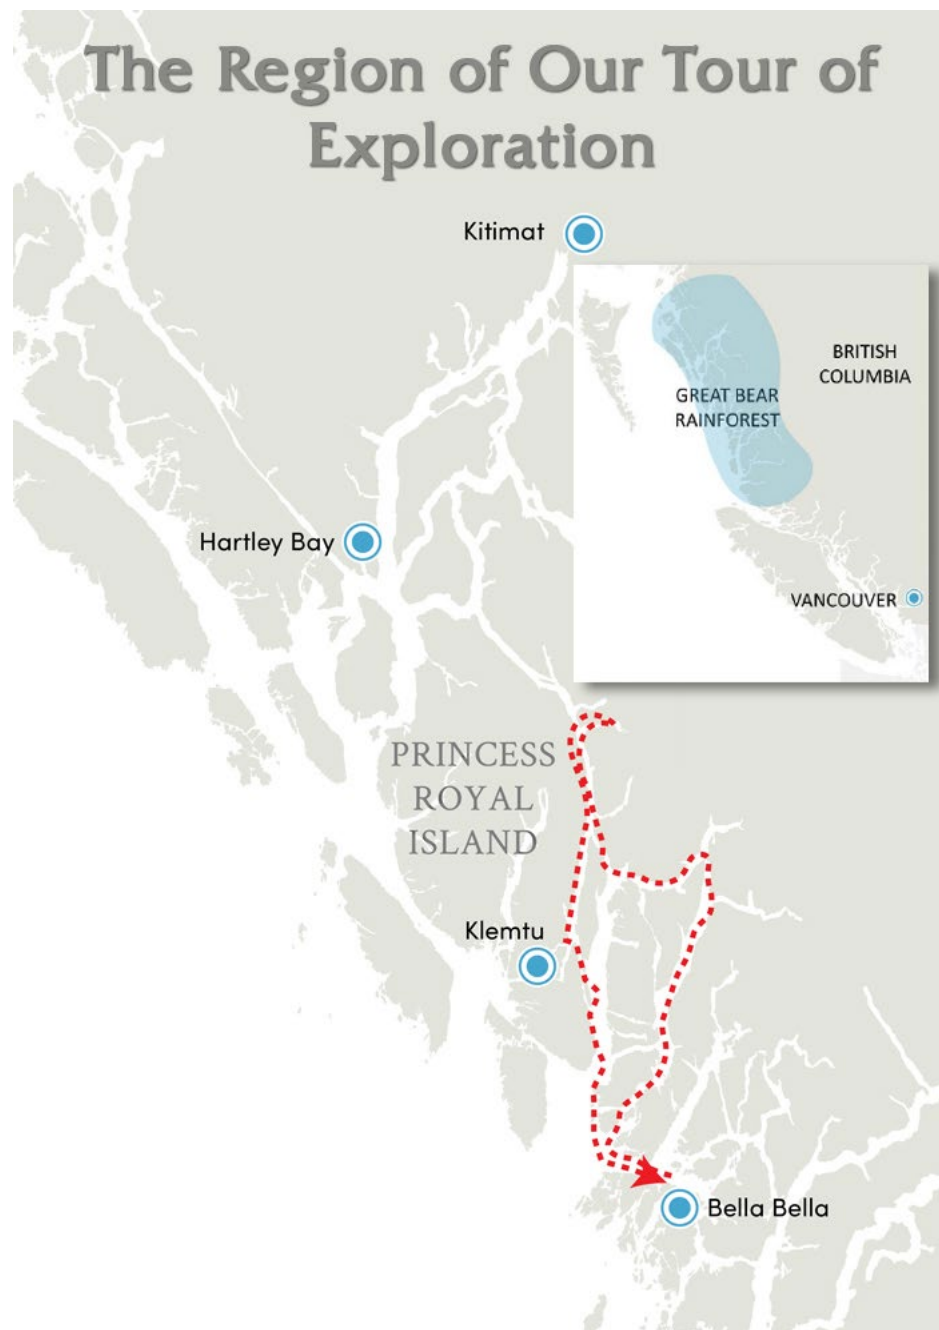 The Region of Our Tour of
Exploration
Kitimat
BRITISH
COLUMBIA
GREAT BEAR
RAINFOREST
Hartley Bay
VANCOUVER
PRINCESS
ROYAL
ISLAND
Klemtu
Bella Bella